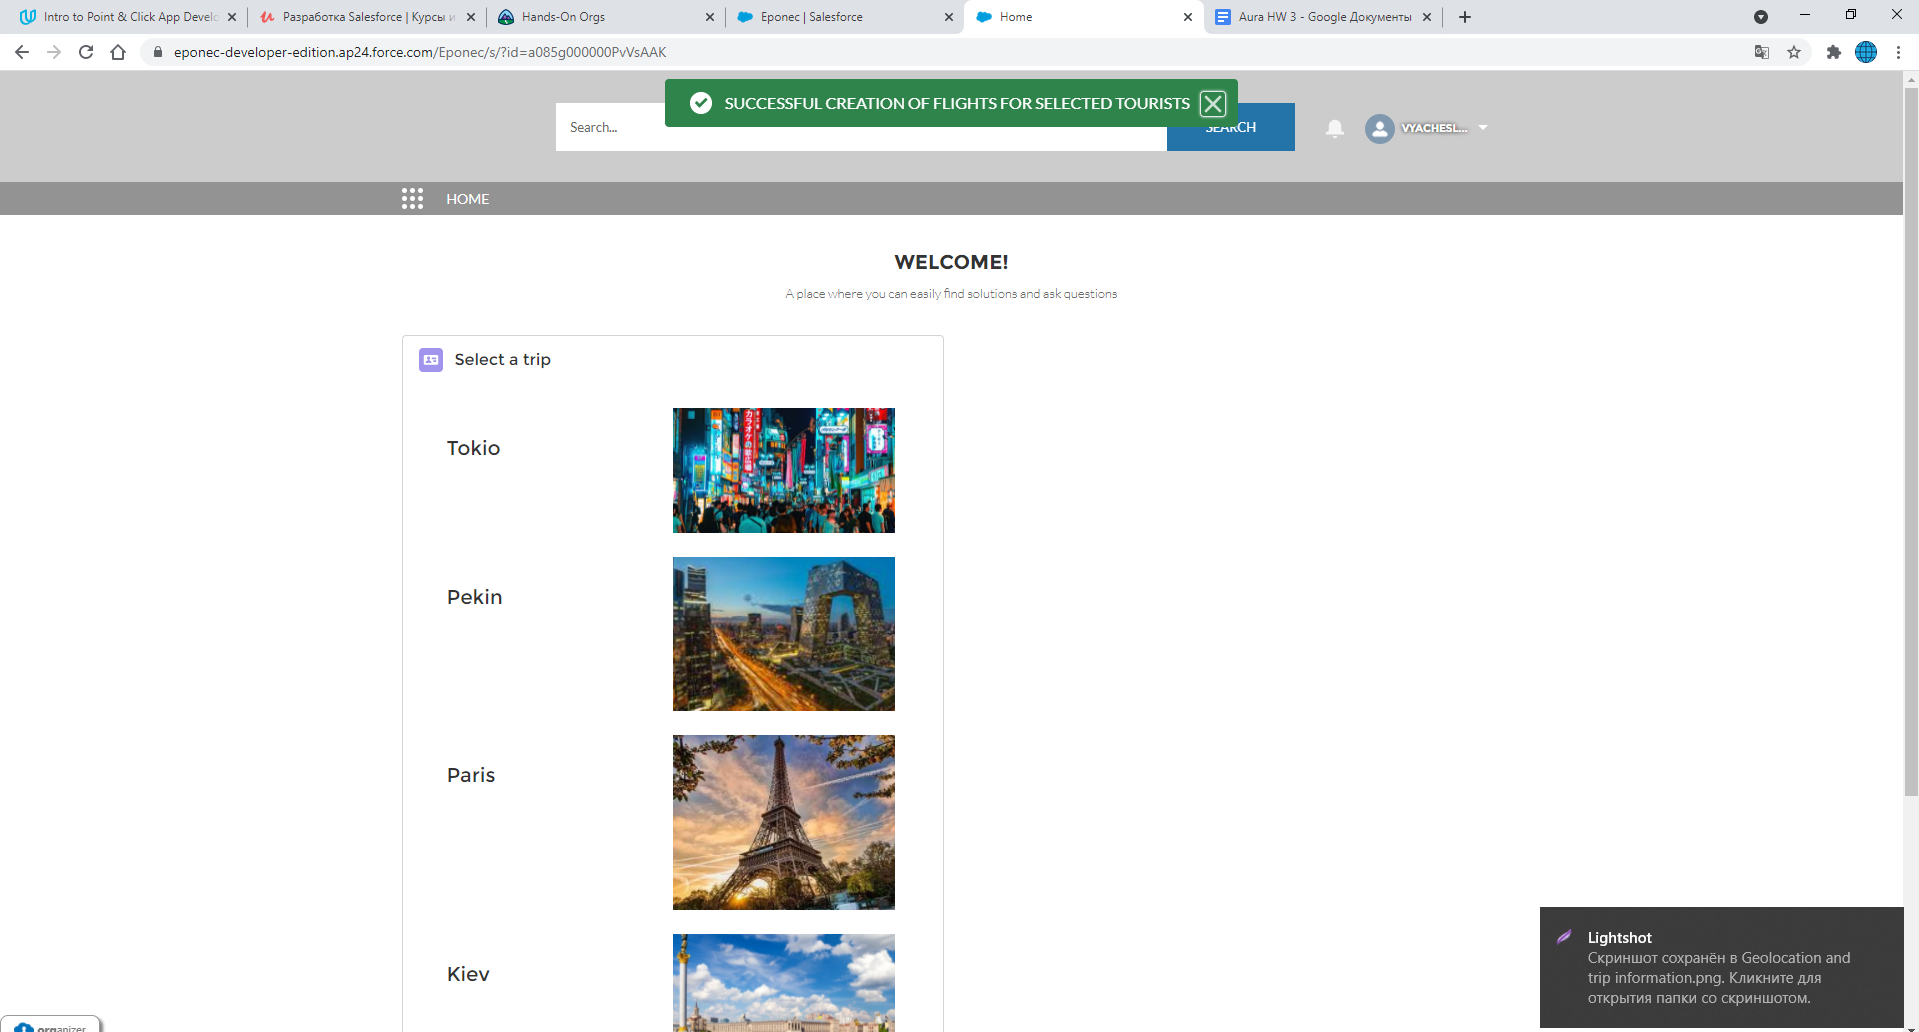 Intro to Point & Click App Develo
Разработка Salesforce | Курсы и
Hands-On Orgs
Eponec | Salesforce
Home
Aura HW 3 - Google Документы
eponec-developer-edition.ap24.force.com/Eponec/s/?id=a085g000000PvVsAAK
SUCCESSFUL CREATION OF FLIGHTS FOR SELECTED TOURISTS
Search...
SEARCH
VYACHESL...
HOME
WELCOME!
A place where you can easily find solutions and ask questions
Select a trip
Tokio
Pekin
Paris
Kiev
Lightshot
Скриншот сохранён в Geolocation and
trip information.png. Кликните для
открытия папки со скриншотом.
organizer